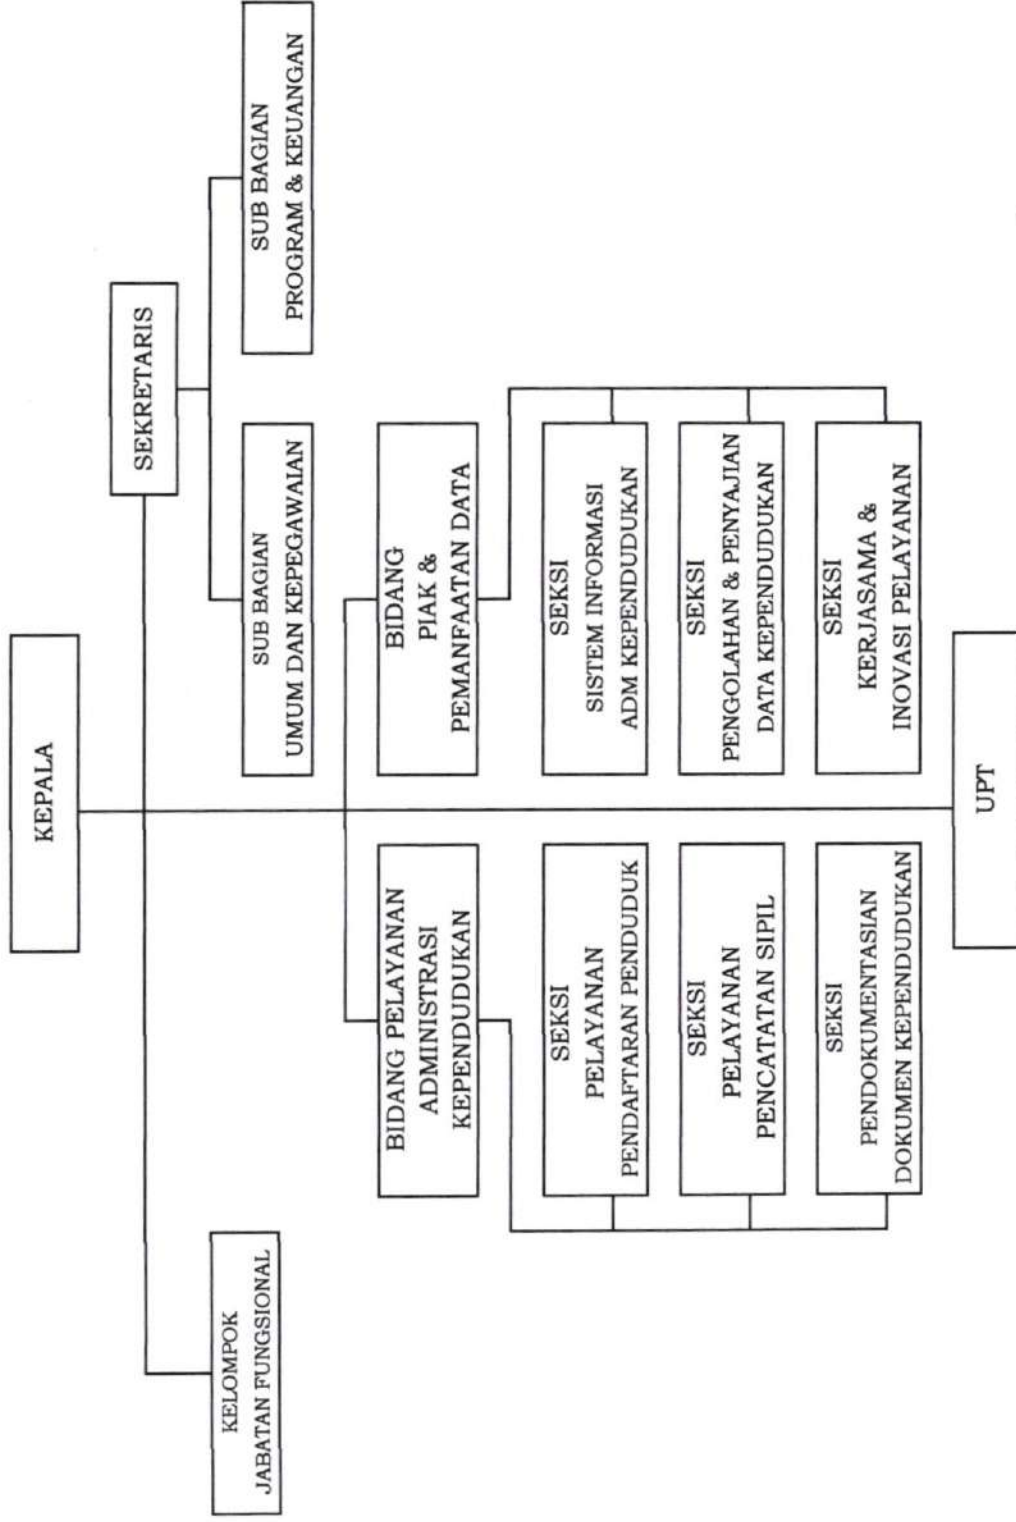 KEPALA
SEKRETARIS
KELOMPOK
JABATAN FUNGSIONAL
SUB BAGIAN
UMUM DAN KEPEGAWAIAN
SUB BAGIAN
PROGRAM & KEUANGAN
BIDANG PELAYANAN
ADMINISTRASI
KEPENDUDUKAN
BIDANG
PIAK &
PEMANFAATAN DATA
SEKSI
PELAYANAN
PENDAFTARAN PENDUDUK
SEKSI
SISTEM INFORMASI
ADM KEPENDUDUKAN
SEKSI
PELAYANAN
PENCATATAN SIPIL
SEKSI
PENGOLAHAN & PENYAJIAN
DATA KEPENDUDUKAN
SEKSI
PENDOKUMENTASIAN
DOKUMEN KEPENDUDUKAN
SEKSI
KERJASAMA &
INOVASI PELAYANAN
UPT